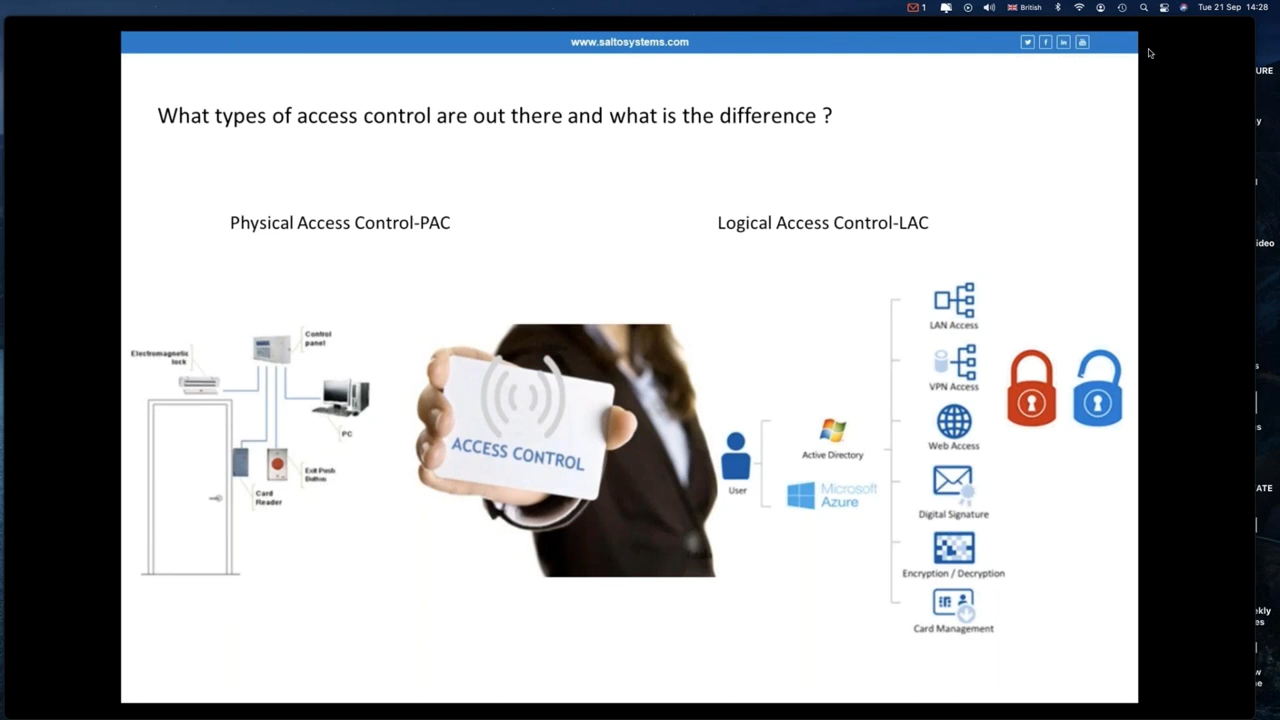 1
British
Tue 21 Sep 14:28
www.saltosystems.com
What types of access control are out there and what is the difference ?
Physical Access Control-PAC
Logical Access Control-LAC
Electromagnetic
lock
Control
panel
PC
Exit Push
Button
Card
Reader
ACCESS CONTROL
User
Active Directory
Microsoft
Azure
LAN Access
VPN Access
Web Access
Digital Signature
Encryption / Decryption
Card Management